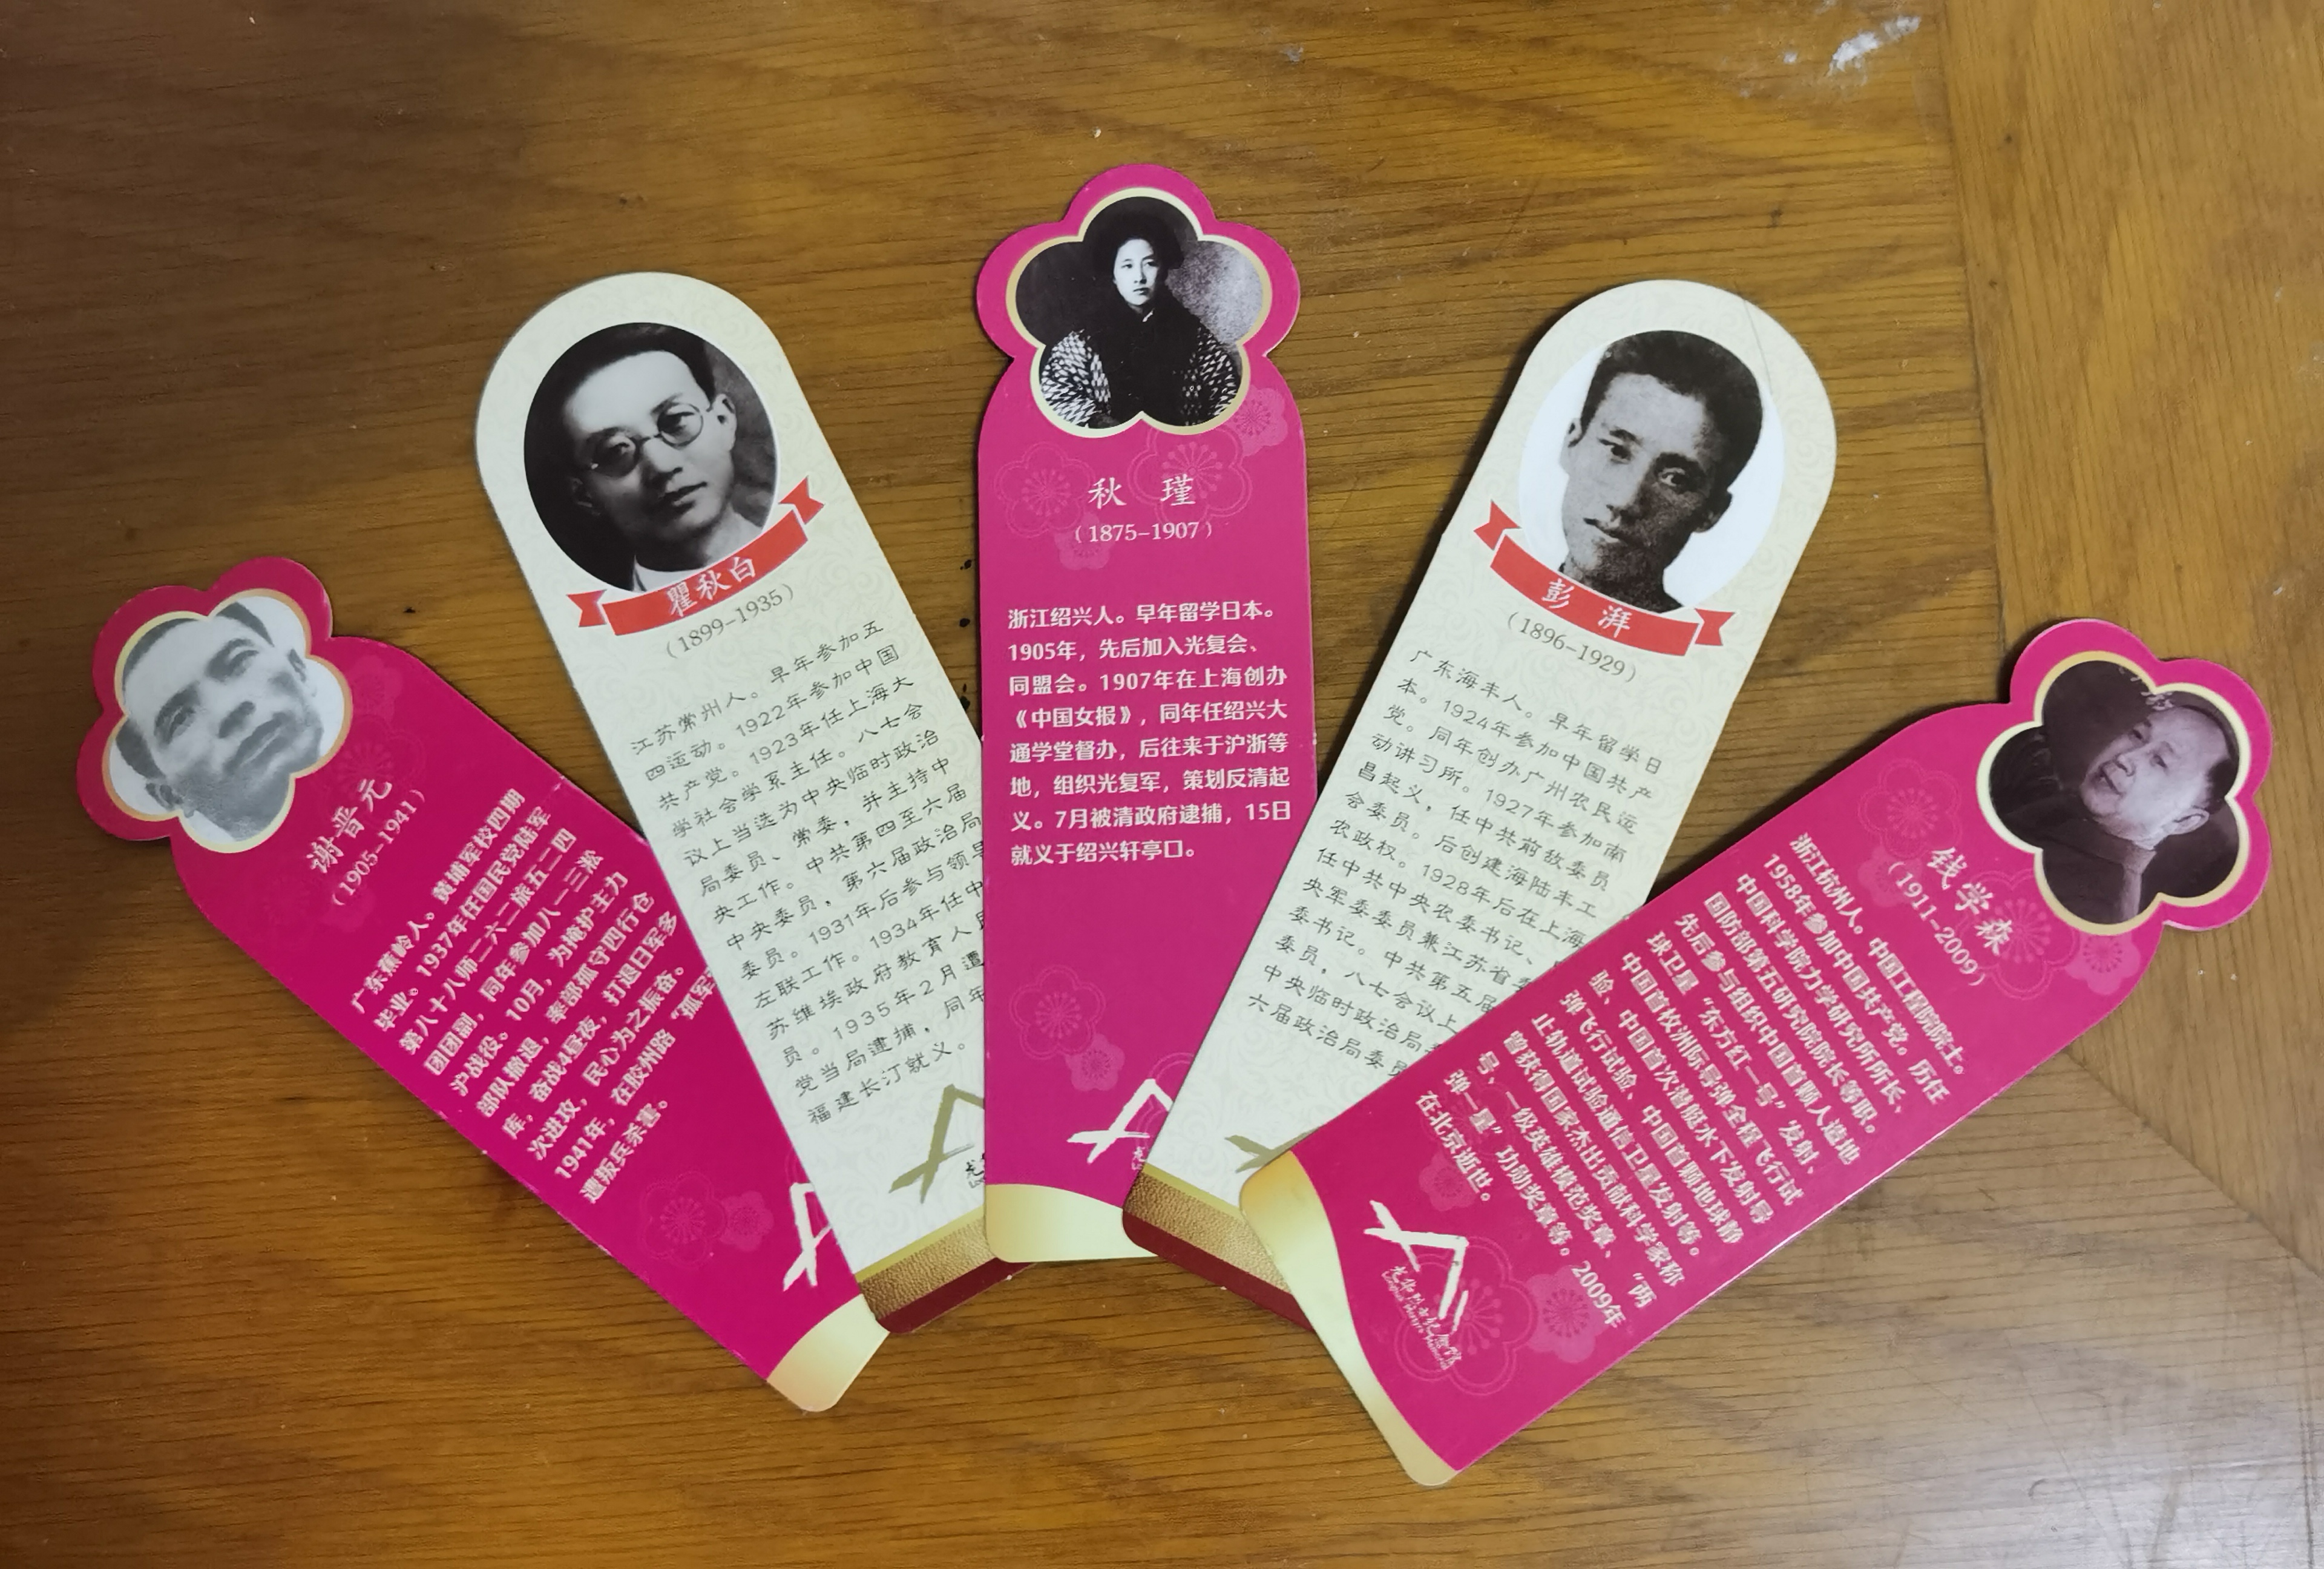 谢晋元
(1905-1941)
广东蕉岭人。黄埔军校四期
毕业。1937年任国民党陆军
第八十八师二六二旅五二四
团团副，同年参加八一三淞
沪战役。10月，为掩护主力
部队撤退，率部孤守四行仓
库，奋战4昼夜，打退日军多
次进攻，民心为之振奋。
1941年，在胶州路“孤军
遭叛兵杀害。
瞿秋白
(1899-1935)
江苏常州人。早年参加五
四运动。1922年参加中国
共产党。1923年任上海大
学社会学系主任。八七会
议上当选为中央临时政治
局委员、常委，并主持中
央工作。中共第四至六届
中央委员，第六届政治局
委员。1931年后参与领导
左联工作。1934年任中
苏维埃政府教育人民
员。1935年2月遭
党当局逮捕，同年
福建长汀就义。
秋 瑾
(1875-1907)
浙江绍兴人。早年留学日本。
1905年，先后加入光复会、
同盟会。1907年在上海创办
《中国女报》，同年任绍兴大
通学堂督办，后往来于沪浙等
地，组织光复军，策划反清起
义。7月被清政府逮捕，15日
就义于绍兴轩亭口。
彭 湃
(1896-1929)
广东海丰人。早年留学日
本。1924年参加中国共产
党。同年创办广州农民运
动讲习所。1927年参加南
昌起义，任中共前敌委员
会委员。后创建海陆丰工
农政权。1928年后在上海
任中共中央农委书记、
央军委委员兼江苏省委
委书记。中共第五届
委员，八七会议上
中央临时政治局
六届政治局委员
钱学森
(1911-2009)
浙江杭州人。中国工程院院士。
1958年参加中国共产党。历任
中国科学院力学研究所所长、
国防部第五研究院院长等职。
先后参与组织中国首颗人造地
球卫星“东方红一号”发射、
中国首枚洲际导弹全程飞行试
验、中国首次潜艇水下发射导
弹飞行试验、中国首颗地球静
止轨道试验通信卫星发射等。
曾获得国家杰出贡献科学家称
号、一级英雄模范奖章、“两
弹一星”功勋奖章等。2009年
在北京逝世。
龙华烈士纪念馆